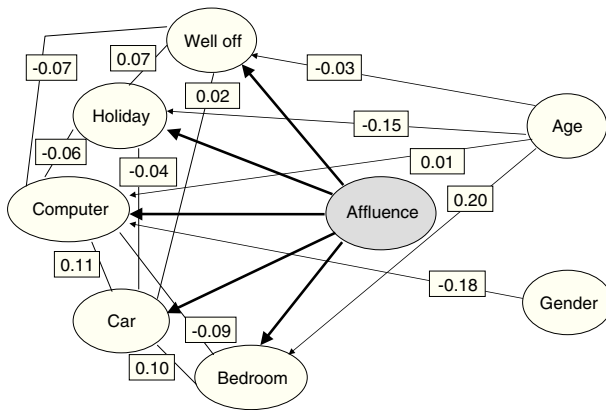 Well off
-0.07
0.07
-0.03
0.02
Holiday
-0.15
Age
-0.06
-0.04
0.01
Computer
Affluence
0.20
0.11
-0.18
Gender
Car
-0.09
0.10
Bedroom